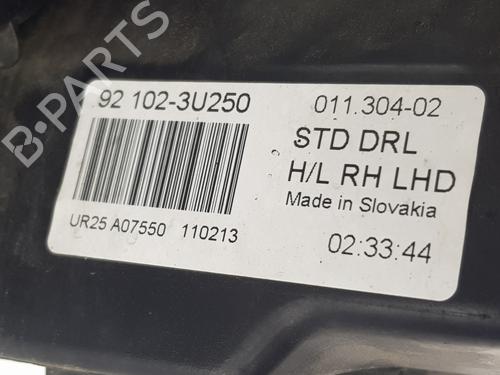 92 102-3U250
011.304-02
STD DRL
H/L RH LHD
Made in Slovakia
UR25 A07550 110213
02:33:44
B-PARTS